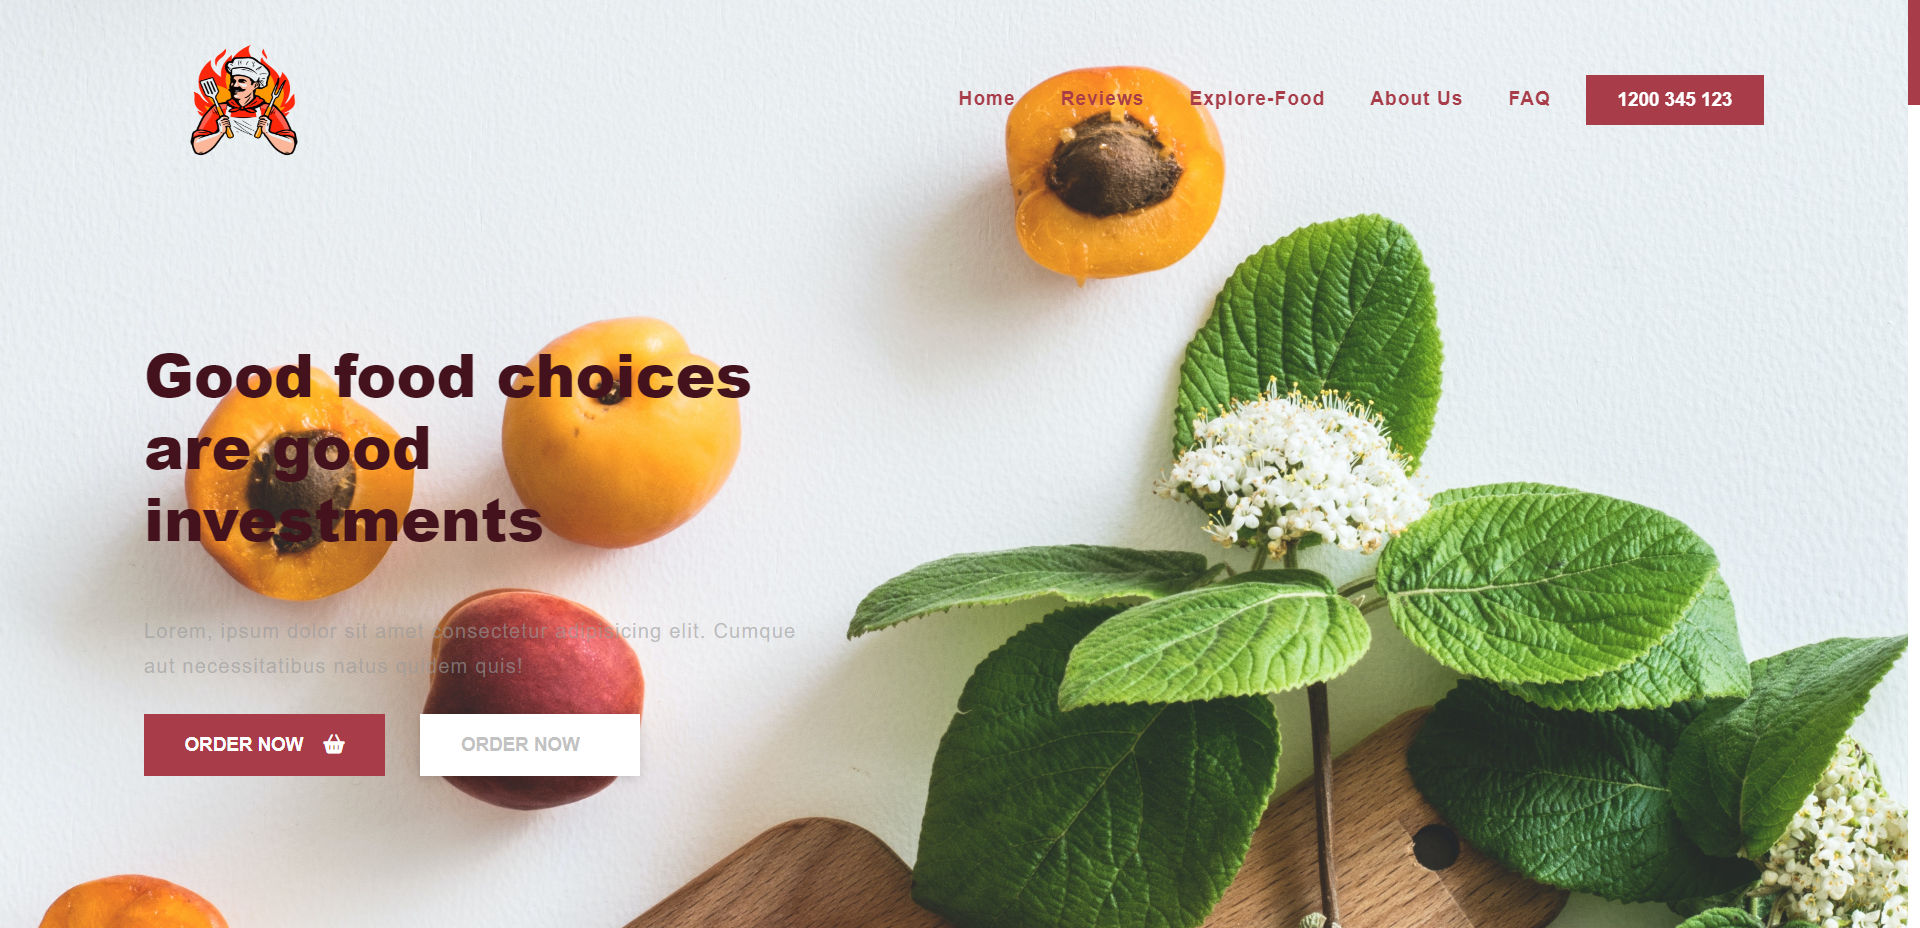 Home Reviews Explore-Food About Us FAQ 1200 345 123
Good food choices
are good
investments
Lorem, ipsum dolor sit amet consectetur adipisicing elit. Cumque
aut necessitatibus natus quidem quis!
ORDER NOW ORDER NOW